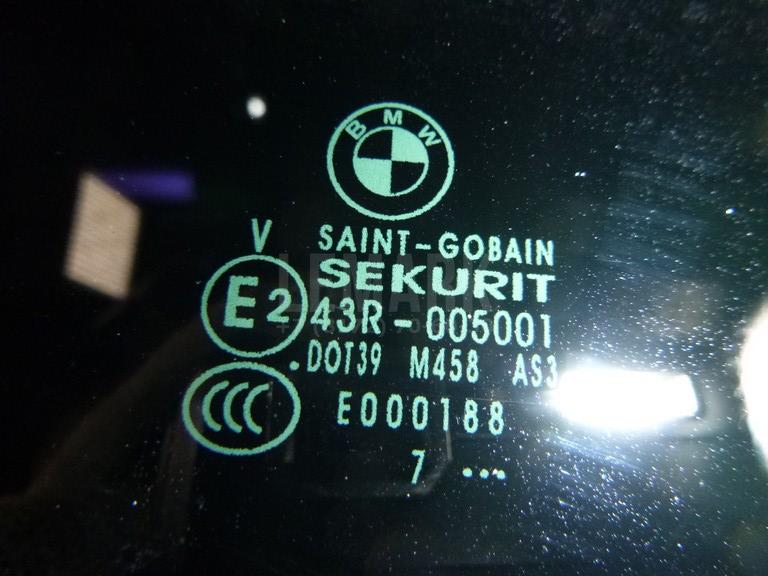 BMW
V
SAINT-GOBAIN
SEKURIT
E2 43R-005001
.DOT39 M458 AS3
CCC E000188
7 ...